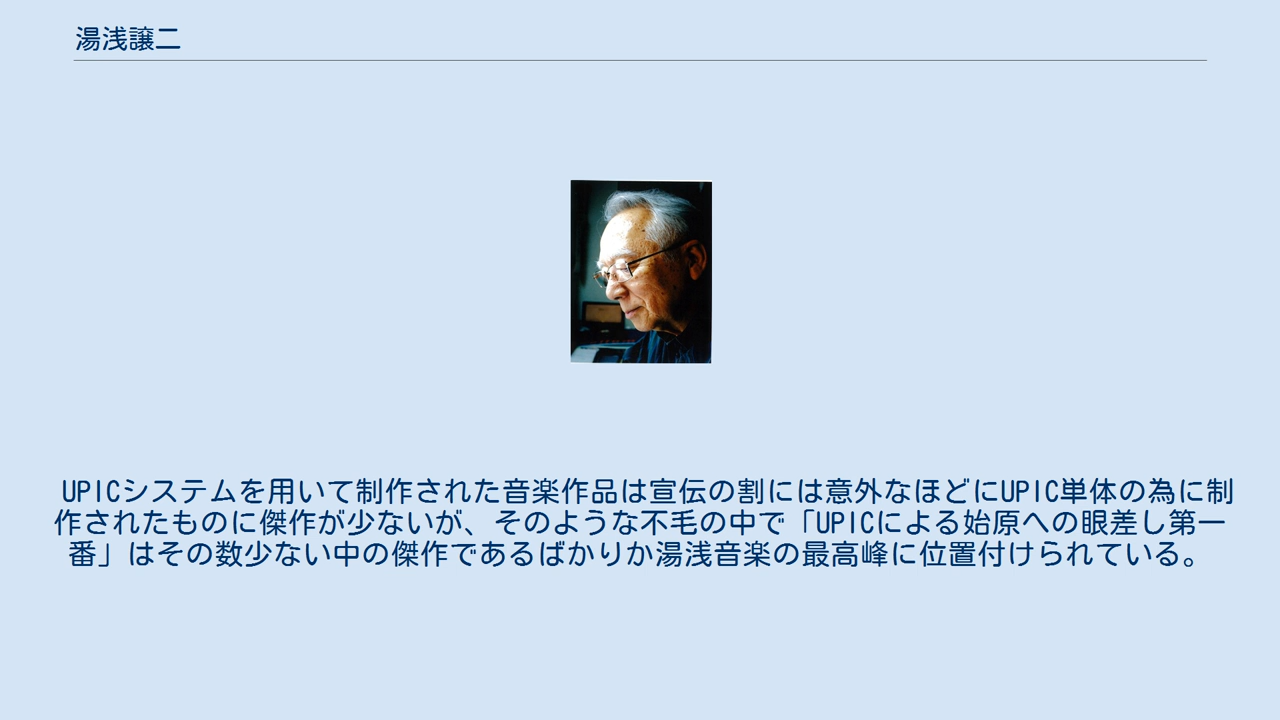 湯浅譲二
UPICシステムを用いて制作された音楽作品は宣伝の割には意外なほどにUPIC単体の為に制
作されたものに傑作が少ないが、そのような不毛の中で「UPICによる始原への眼差し第一
番」はその数少ない中の傑作であるばかりか湯浅音楽の最高峰に位置付けられている。